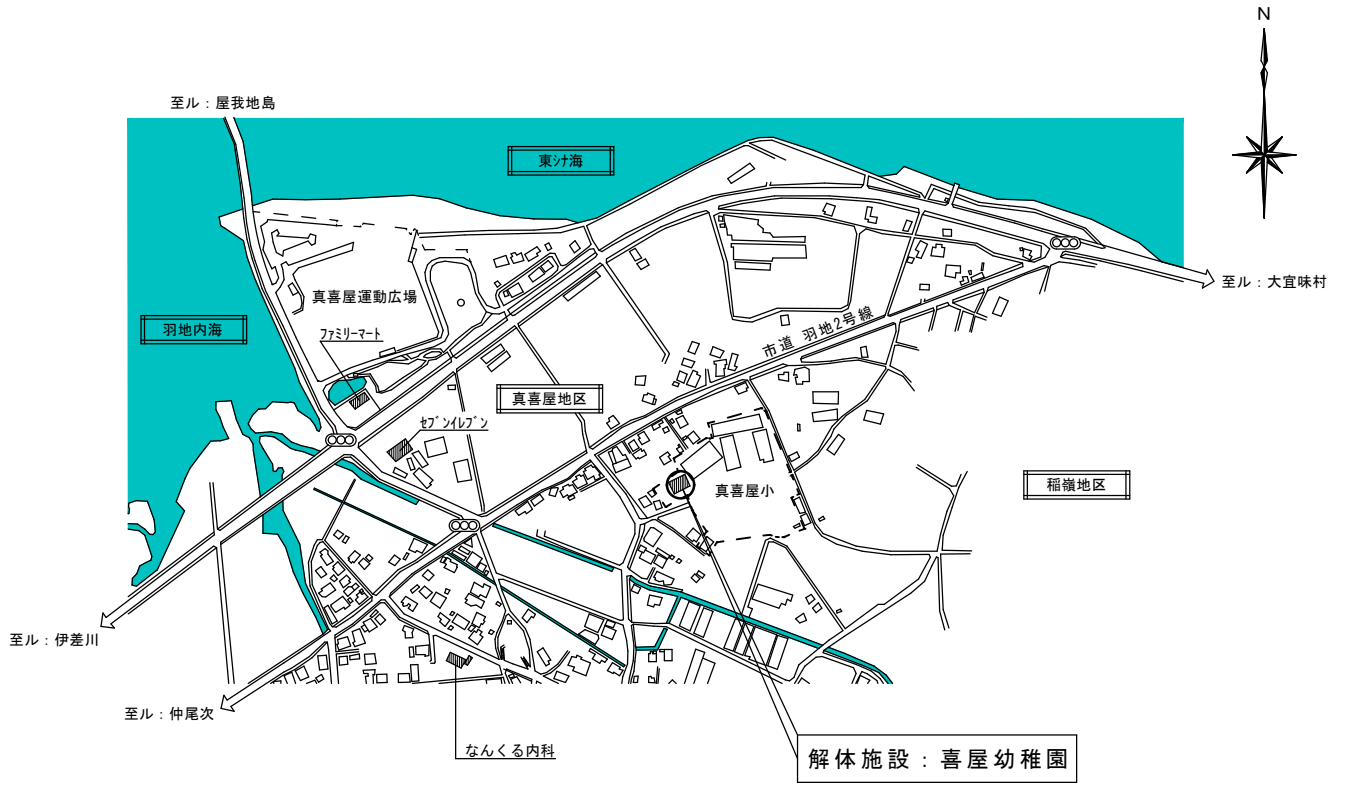 N
至ル：屋我地島
東ｼﾅ海
至ル：大宜味村
真喜屋運動広場
羽地内海
ﾌｧﾐﾘｰﾏｰﾄ
市道 羽地2号線
真喜屋地区
ｾﾌﾞﾝｲﾚﾌﾞﾝ
真喜屋小
稲嶺地区
至ル：伊差川
至ル：仲尾次
なんくる内科
解体施設：喜屋幼稚園